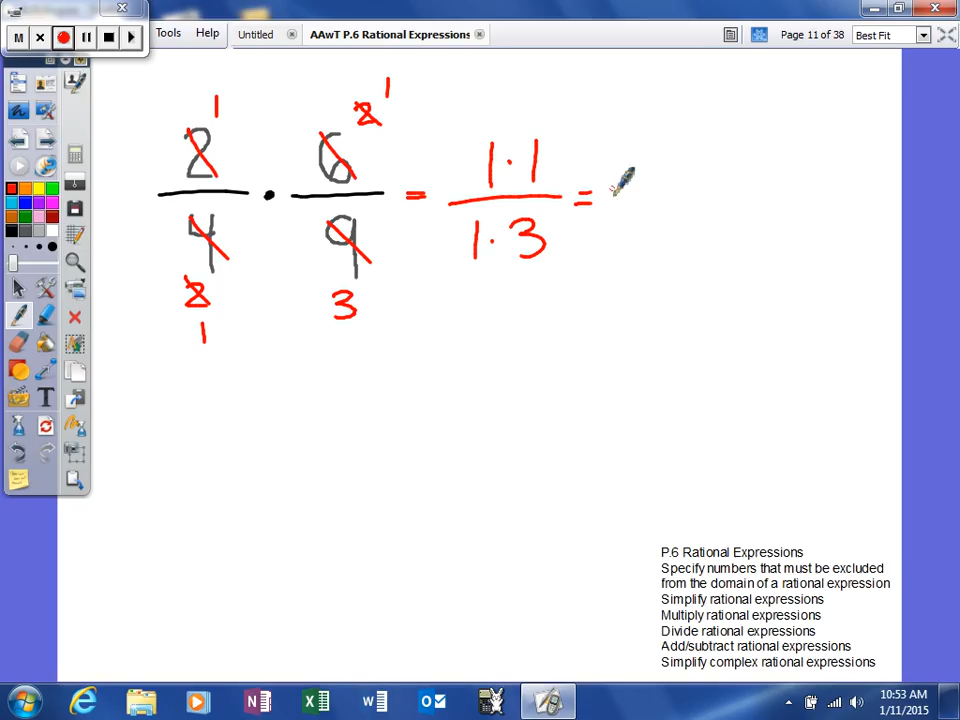 M
Tools Help Untitled AAwT P.6 Rational Expressions Page 11 of 38 Best Fit
1 1
2
2 6 1 · 1
· = =
4 9 1 · 3
2 3
1
T
P.6 Rational Expressions
Specify numbers that must be excluded
from the domain of a rational expression
Simplify rational expressions
Multiply rational expressions
Divide rational expressions
Add/subtract rational expressions
Simplify complex rational expressions
10:53 AM
1/11/2015